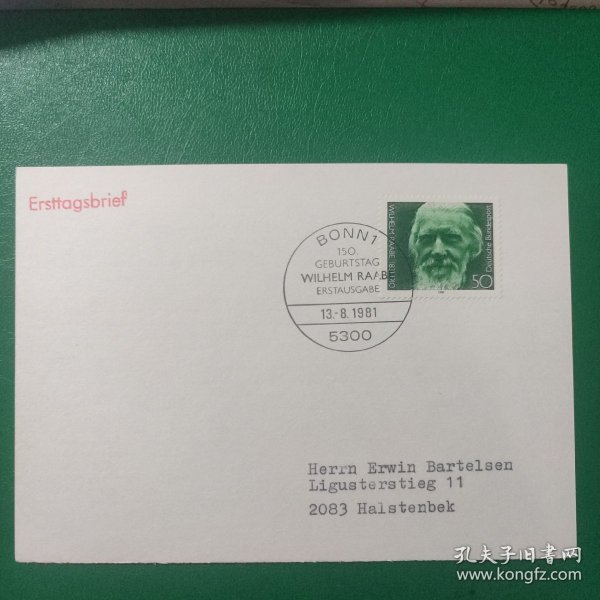 Ersttagsbrief
BONN 1
150.
GEBURTSTAG
WILHELM RAABE
ERSTAUSGABE
13.-8.1981
5300
WILHELM RAABE 1831-1910
Deutsche Bundespost
50
Herrn Erwin Bartelsen
Ligusterstieg 11
2083 Halstenbek
孔夫子旧书网
www.kongfz.com